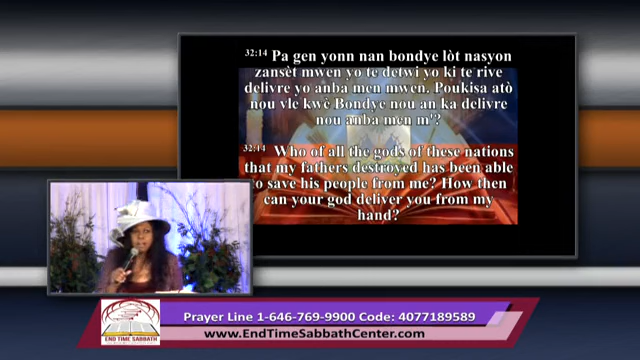 32:14 Pa gen yonn nan bondye lòt nasyon
zansèt mwen yo te detwi yo ki te rive
delivre yo anba men mwen. Poukisa atò
nou vle kwè Bondye nou an ka delivre
nou anba men m'?
32:14 Who of all the gods of these nations
that my fathers destroyed has been able
to save his people from me? How then
can your god deliver you from my
hand?
Prayer Line 1-646-769-9900 Code: 4077189589
www.EndTimeSabbathCenter.com
END TIME SABBATH